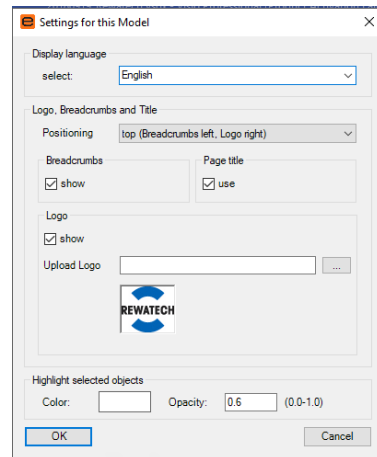 Settings for this Model
Display language
select: English
Logo, Breadcrumbs and Title
Positioning top (Breadcrumbs left, Logo right)
Breadcrumbs Page title
show use
Logo
show
Upload Logo ...
REWATECH
Highlight selected objects
Color: Opacity: 0.6 (0.0-1.0)
OK Cancel